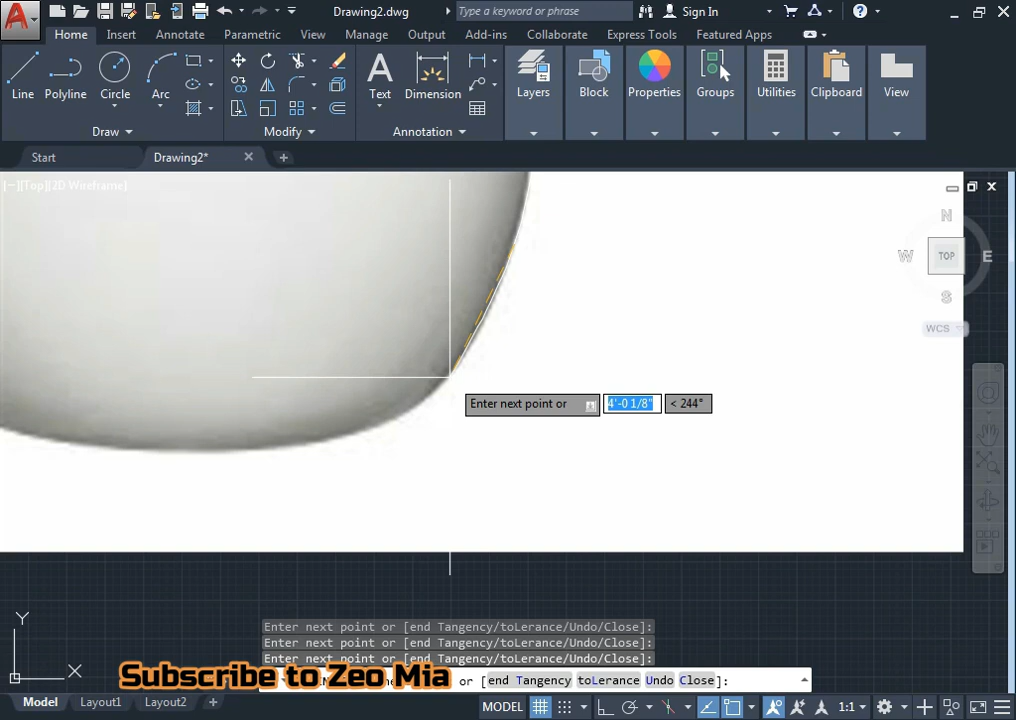 Drawing2.dwg
Type a keyword or phrase
Sign In
Home Insert Annotate Parametric View Manage Output Add-ins Collaborate Express Tools Featured Apps
Line Polyline Circle Arc
Text Dimension
Layers Block Properties Groups Utilities Clipboard View
Draw Modify Annotation
Start Drawing2*
[−][Top][2D Wireframe]
N
W TOP E
S
WCS
Enter next point or 4'-0 1/8" < 244°
Y
X
Enter next point or [end Tangency/toLerance/Undo/Close]:
Enter next point or [end Tangency/toLerance/Undo/Close]:
Enter next point or [end Tangency/toLerance/Undo/Close]:
or [end Tangency toLerance Undo Close]:
Subscribe to Zeo Mia
Model Layout1 Layout2 MODEL 1:1